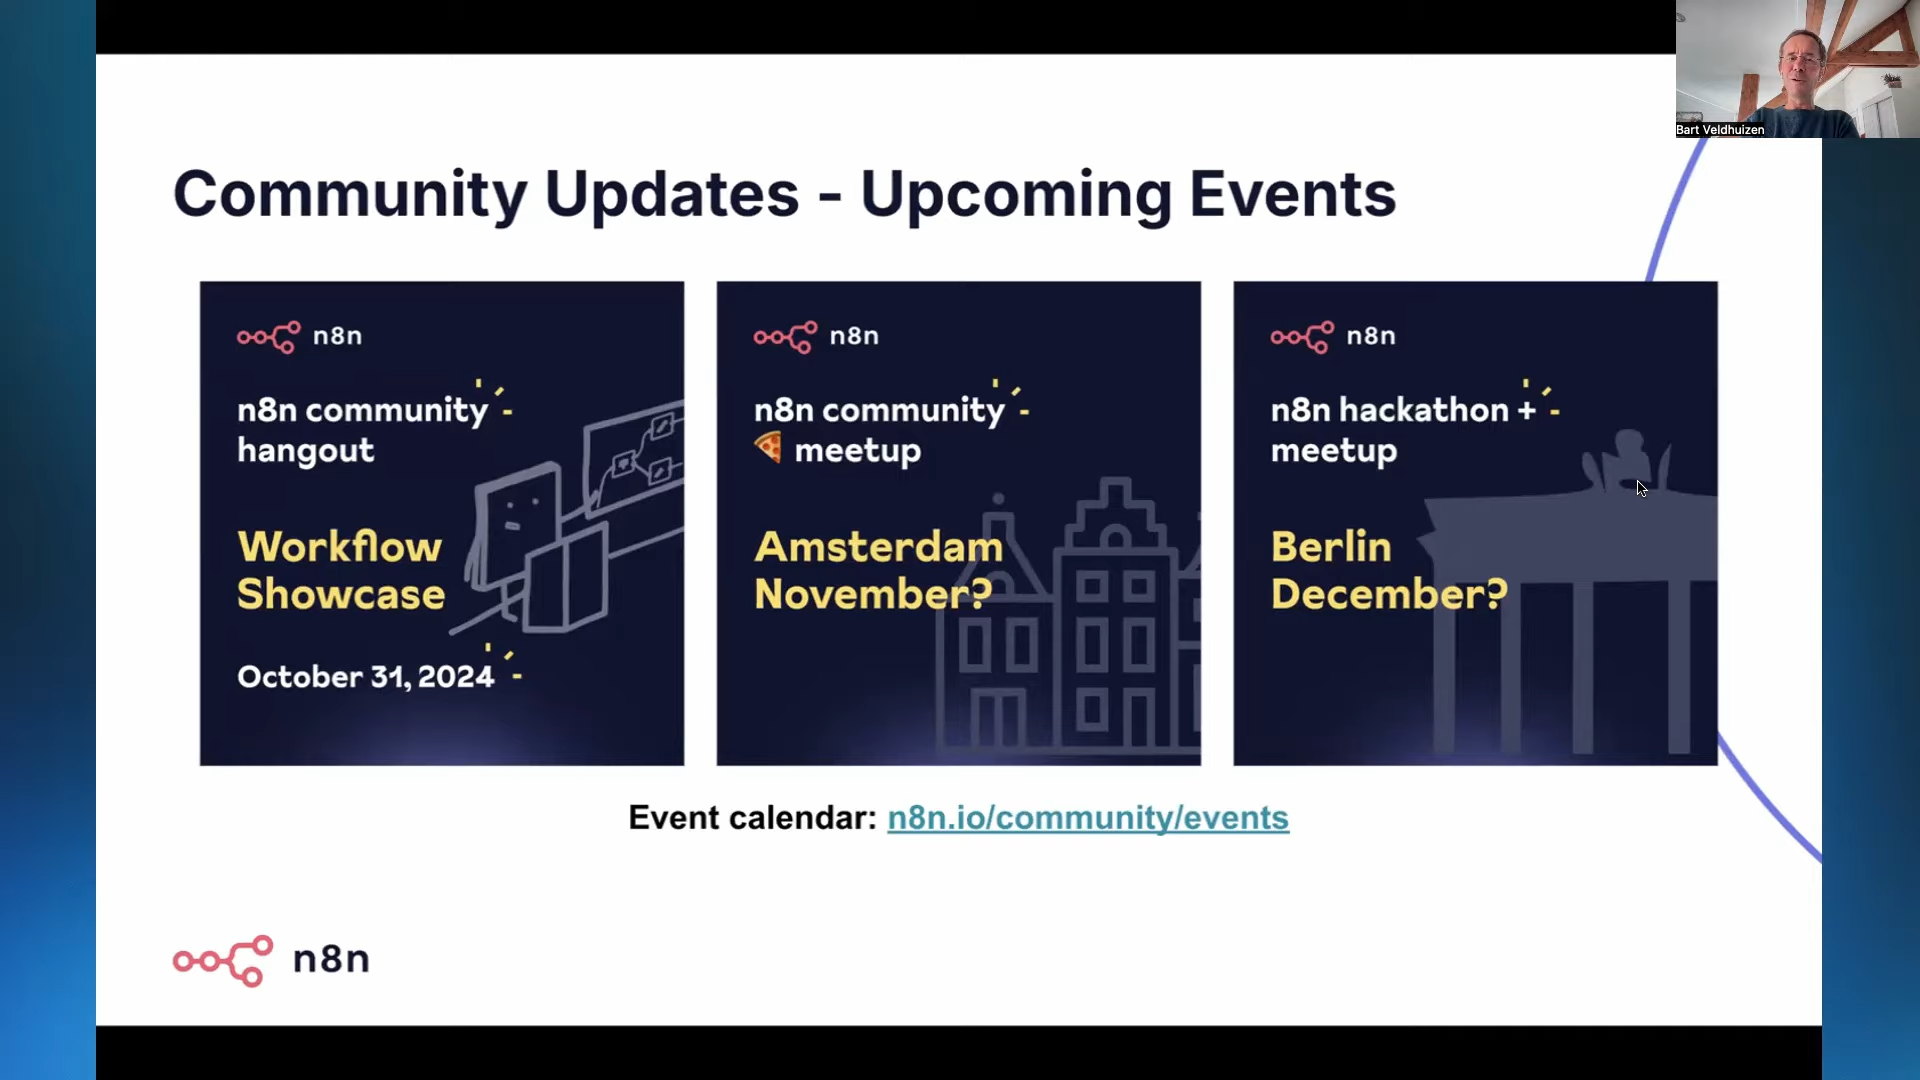 Bart Veldhuizen
Community Updates - Upcoming Events
n8n
n8n community
hangout
Workflow
Showcase
October 31, 2024
n8n
n8n community
🍕 meetup
Amsterdam
November?
n8n
n8n hackathon +
meetup
Berlin
December?
Event calendar: n8n.io/community/events
n8n